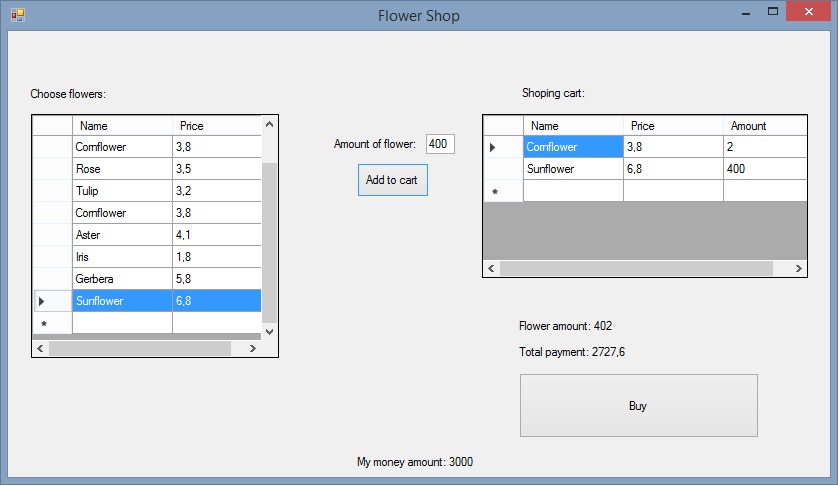 Flower Shop
Choose flowers:
Name Price
Cornflower 3,8
Rose 3,5
Tulip 3,2
Cornflower 3,8
Aster 4,1
Iris 1,8
Gerbera 5,8
Sunflower 6,8
Amount of flower: 400
Add to cart
Shoping cart:
Name Price Amount
Cornflower 3,8 2
Sunflower 6,8 400
Flower amount: 402
Total payment: 2727,6
Buy
My money amount: 3000